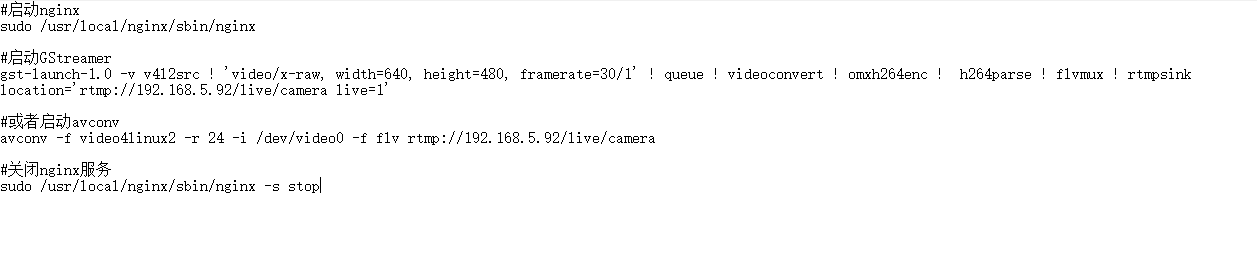 #启动nginx
sudo /usr/local/nginx/sbin/nginx
#启动GStreamer
gst-launch-1.0 -v v4l2src ! 'video/x-raw, width=640, height=480, framerate=30/1' ! queue ! videoconvert ! omxh264enc !  h264parse ! flvmux ! rtmpsink
location='rtmp://192.168.5.92/live/camera live=1'
#或者启动avconv
avconv -f video4linux2 -r 24 -i /dev/video0 -f flv rtmp://192.168.5.92/live/camera
#关闭nginx服务
sudo /usr/local/nginx/sbin/nginx -s stop